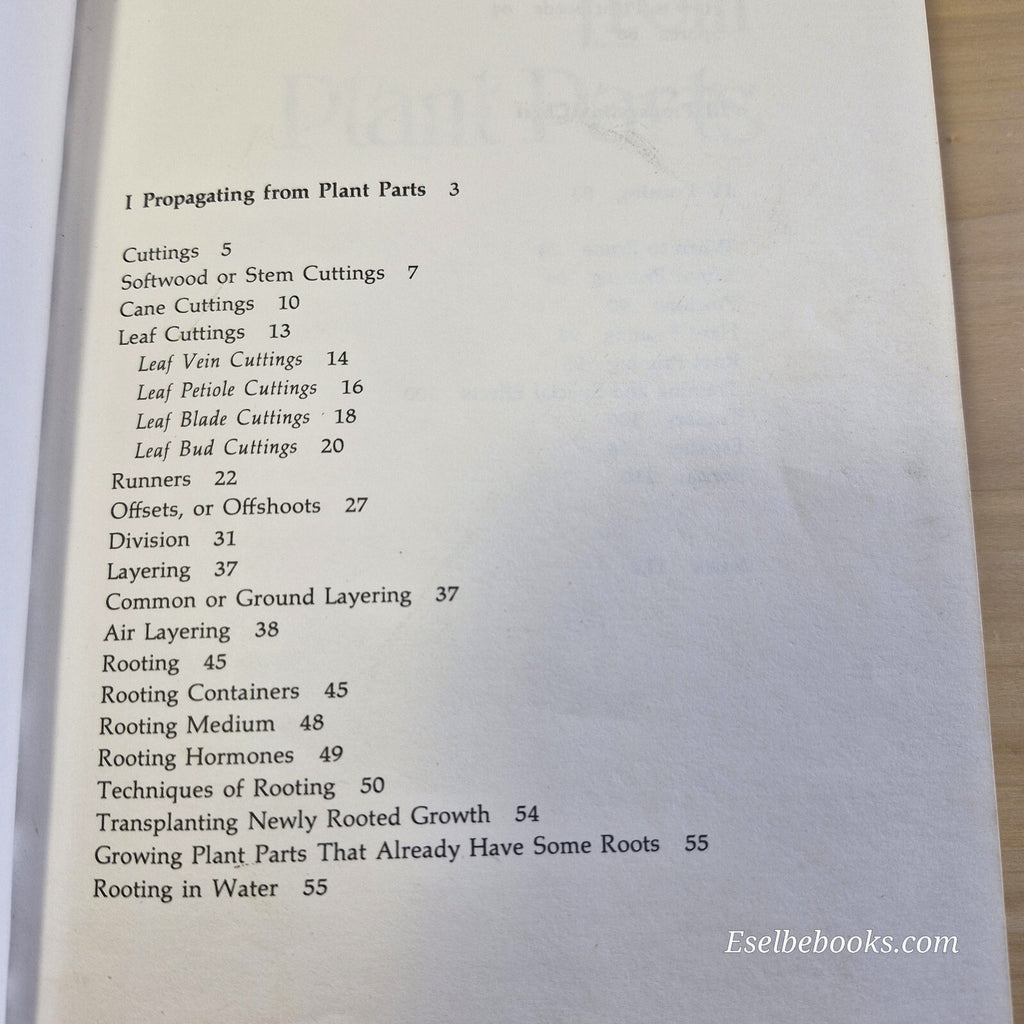 I Propagating from Plant Parts 3
Cuttings 5
Softwood or Stem Cuttings 7
Cane Cuttings 10
Leaf Cuttings 13
Leaf Vein Cuttings 14
Leaf Petiole Cuttings 16
Leaf Blade Cuttings 18
Leaf Bud Cuttings 20
Runners 22
Offsets, or Offshoots 27
Division 31
Layering 37
Common or Ground Layering 37
Air Layering 38
Rooting 45
Rooting Containers 45
Rooting Medium 48
Rooting Hormones 49
Techniques of Rooting 50
Transplanting Newly Rooted Growth 54
Growing Plant Parts That Already Have Some Roots 55
Rooting in Water 55
Eselbebooks.com